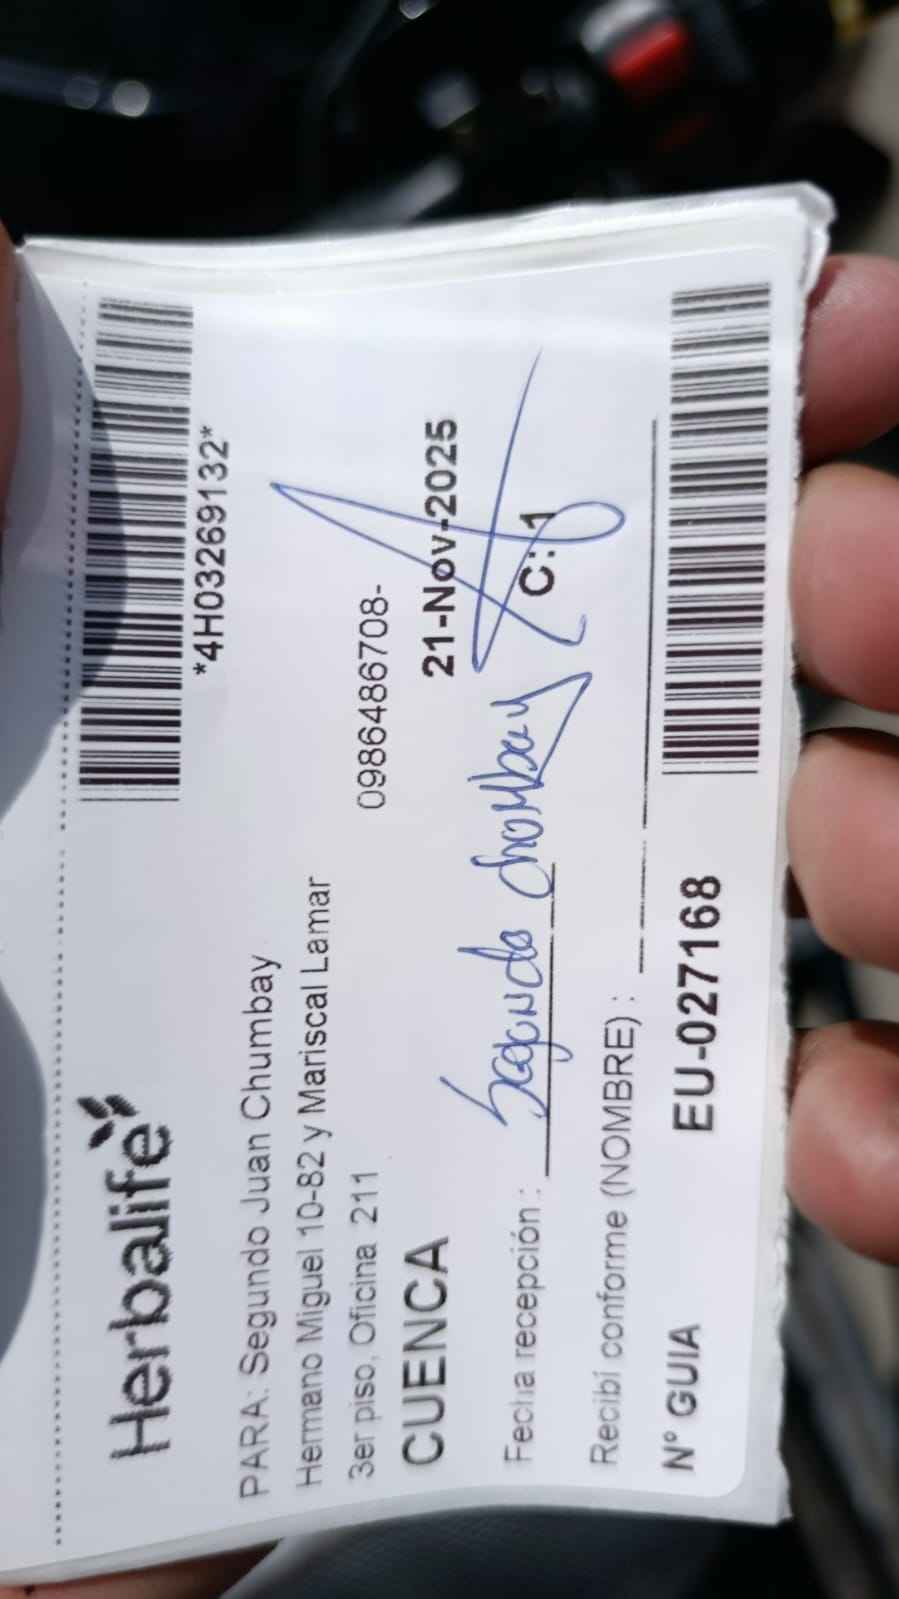 Herbalife
*4H03269132*
PARA: Segundo Juan Chumbay
Hermano Miguel 10-82 y Mariscal Lamar
3er piso, Oficina 211
0986486708-
CUENCA
21-Nov-2025
Segundo Chombay
Fecha recepción :
C: 1
Recibí conforme (NOMBRE) :
N° GUIA EU-027168